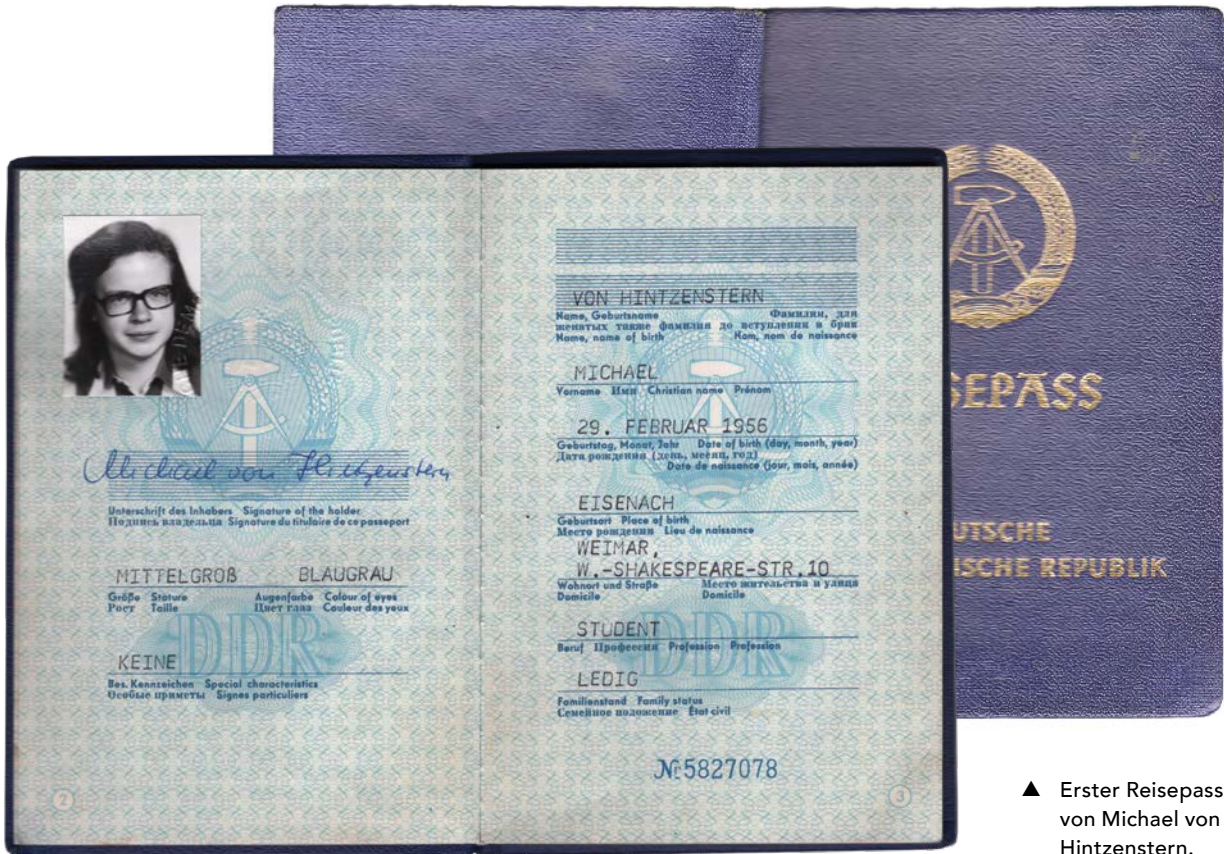 SEPASS
UTSCHE
ISCHE REPUBLIK
Michael von Hintzenstern
Unterschrift des Inhabers Signature of the holder
Подпись владельца Signature du titulaire de ce passeport
MITTELGROß BLAUGRAU
Größe Stature Augenfarbe Colour of eyes
Рост Taille Цвет глаз Couleur des yeux
DDR
KEINE
Bes. Kennzeichen Special characteristics
Особые приметы Signes particuliers
2
VON HINTZENSTERN
Name, Geburtsname Фамилия, для
женатых также фамилия до вступления в брак
Name, name of birth Nom, nom de naissance
MICHAEL
Vorname Имя Christian name Prénom
29. FEBRUAR 1956
Geburtstag, Monat, Jahr Date of birth (day, month, year)
Дата рождения (день, месяц, год)
Date de naissance (jour, mois, année)
EISENACH
Geburtsort Place of birth
Место рождения Lieu de naissance
WEIMAR,
W.-SHAKESPEARE-STR.10
Wohnort und Straße Место жительства и улица
Domicile Domicile
STUDENT
Beruf Профессия Profession Profession
DDR
LEDIG
Familienstand Family status
Семейное положение État civil
№ 5827078
3
▲ Erster Reisepass
von Michael von
Hintzenstern.